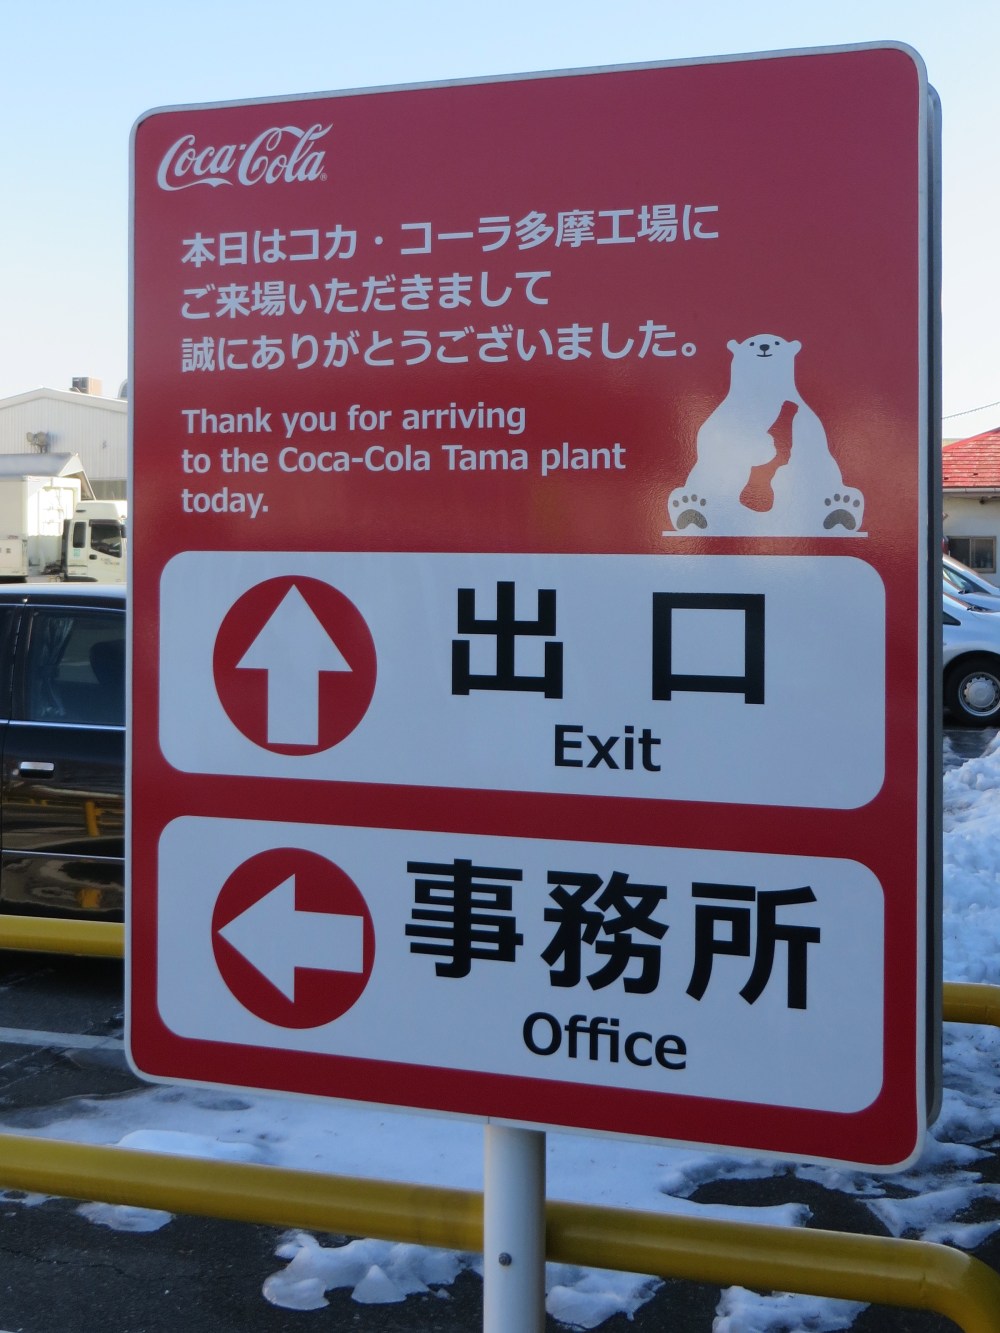 Coca-Cola
本日はコカ・コーラ多摩工場に
ご来場いただきまして
誠にありがとうございました。
Thank you for arriving
to the Coca-Cola Tama plant
today.
出口
Exit
事務所
Office